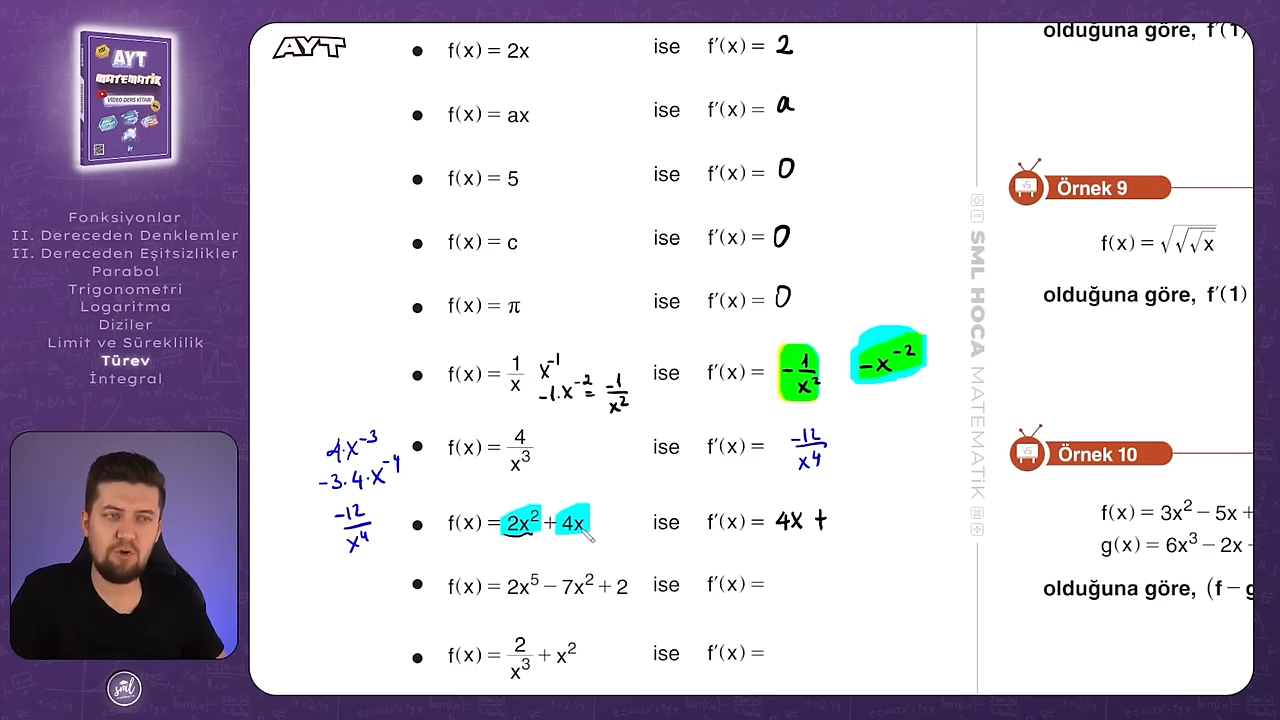 AYT
MATEMATİK
VİDEO DERS KİTABI
Fonksiyonlar
II. Dereceden Denklemler
II. Dereceden Eşitsizlikler
Parabol
Trigonometri
Logaritma
Diziler
Limit ve Süreklilik
Türev
İntegral
sml
AYT
• f(x) = 2x ise f′(x) = 2
• f(x) = ax ise f′(x) = a
• f(x) = 5 ise f′(x) = 0
• f(x) = c ise f′(x) = 0
• f(x) = π ise f′(x) = 0
• f(x) = 1/x x⁻¹ ise f′(x) = -1/x² -x⁻²
-1·x⁻² = -1/x²
• f(x) = 4/x³ ise f′(x) = -12/x⁴
4·x⁻³
-3·4·x⁻⁴
-12/x⁴
• f(x) = 2x² + 4x ise f′(x) = 4x +
• f(x) = 2x⁵ − 7x² + 2 ise f′(x) =
• f(x) = 2/x³ + x² ise f′(x) =
SML HOCA MATEMATİK
olduğuna göre, f′(1)
Örnek 9
f(x) = √√√x
olduğuna göre, f′(1)
Örnek 10
f(x) = 3x² − 5x +
g(x) = 6x³ − 2x -
olduğuna göre, (f − g